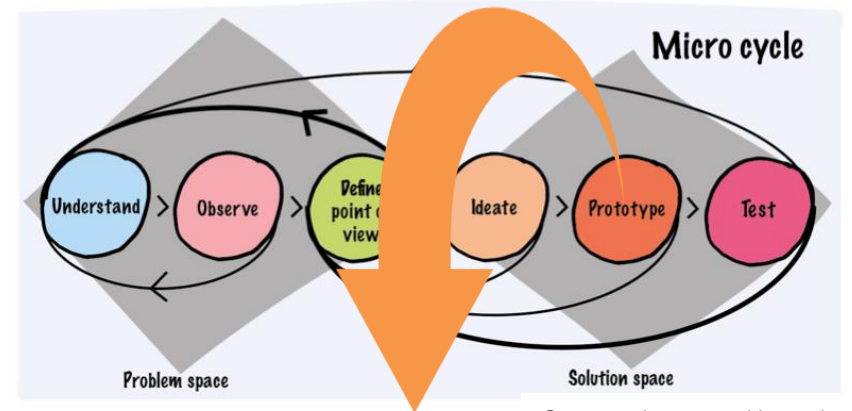 Micro cycle
Understand
Observe
Define
point
view
Ideate
Prototype
Test
Problem space
Solution space